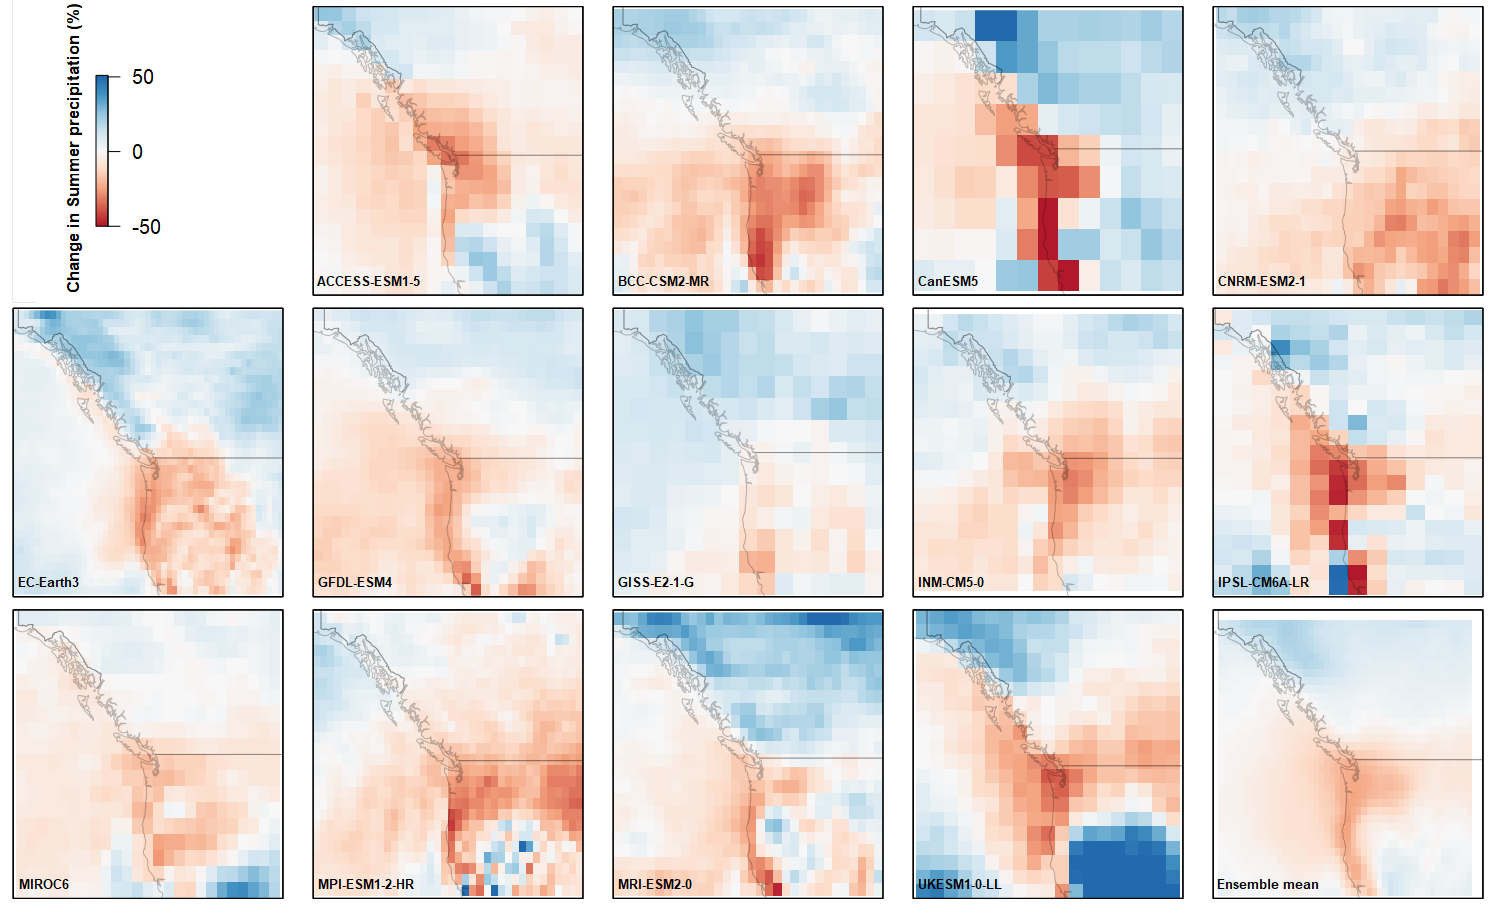 Change in Summer precipitation (%)
50
0
-50
ACCESS-ESM1-5
BCC-CSM2-MR
CanESM5
CNRM-ESM2-1
EC-Earth3
GFDL-ESM4
GISS-E2-1-G
INM-CM5-0
IPSL-CM6A-LR
MIROC6
MPI-ESM1-2-HR
MRI-ESM2-0
UKESM1-0-LL
Ensemble mean